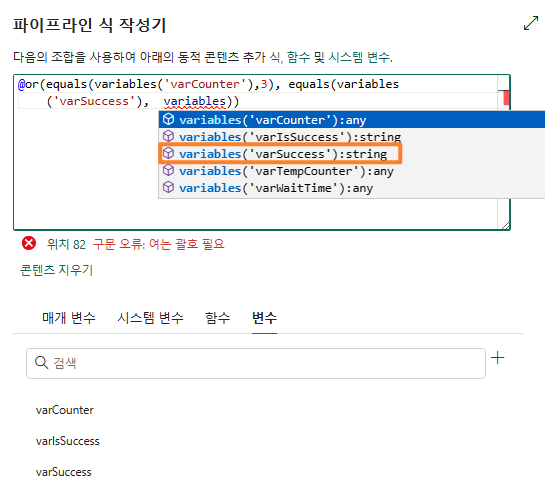 파이프라인 식 작성기
다음의 조합을 사용하여 아래의 동적 콘텐츠 추가 식, 함수 및 시스템 변수.
@or(equals(variables('varCounter'),3), equals(variables
('varSuccess'), variables))
variables('varCounter'):any
variables('varIsSuccess'):string
variables('varSuccess'):string
variables('varTempCounter'):any
variables('varWaitTime'):any
위치 82 구문 오류: 여는 괄호 필요
콘텐츠 지우기
매개 변수 시스템 변수 함수 변수
검색
varCounter
varIsSuccess
varSuccess